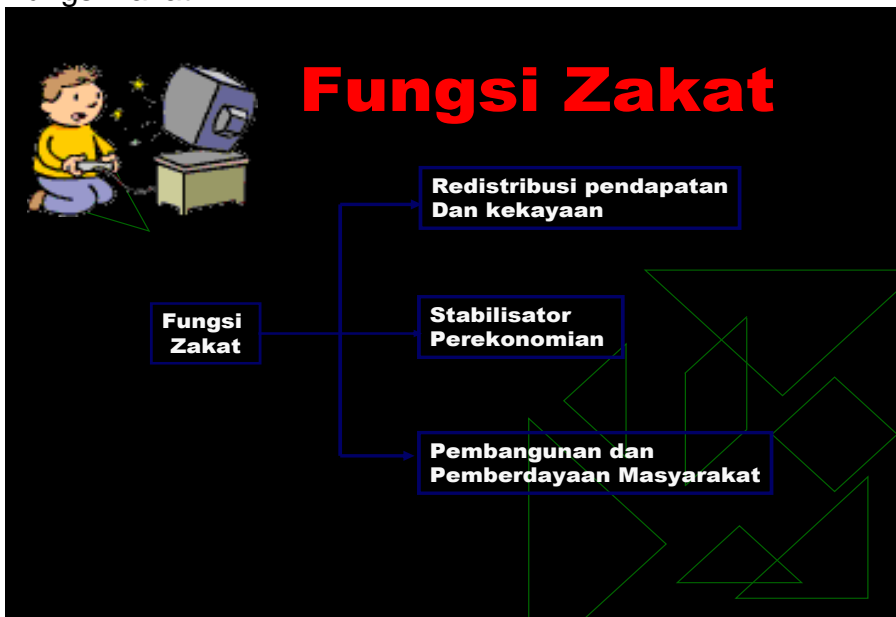 Fungsi Zakat
Redistribusi pendapatan
Dan kekayaan
Fungsi
Zakat
Stabilisator
Perekonomian
Pembangunan dan
Pemberdayaan Masyarakat